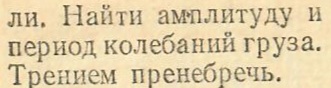 ли. Найти амплитуду и
период колебаний груза.
Трением пренебречь.